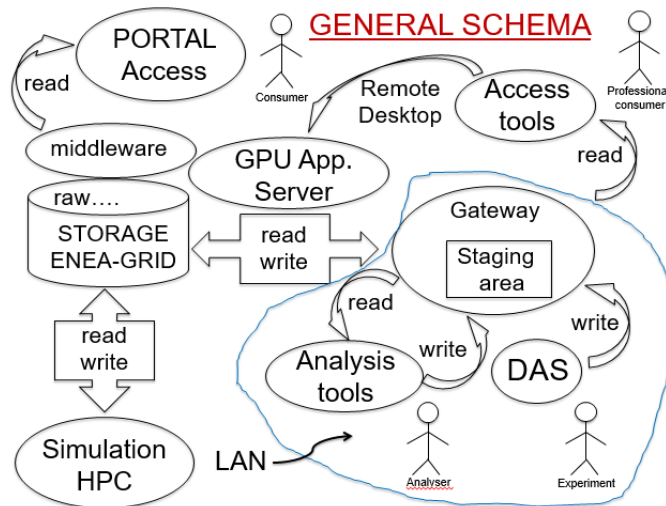 PORTAL
Access
GENERAL SCHEMA
read
Consumer
Remote
Desktop
Access
tools
Professional
consumer
middleware
GPU App.
Server
read
raw....
STORAGE
ENEA-GRID
read
write
Gateway
Staging
area
read
write
write
read
write
Analysis
tools
DAS
Simulation
HPC
LAN
Analyser
Experiment